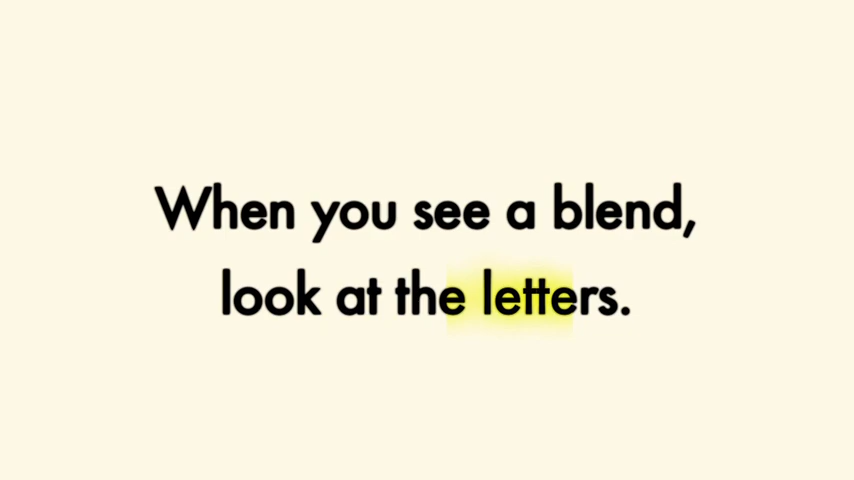 When you see a blend,
look at the letters.